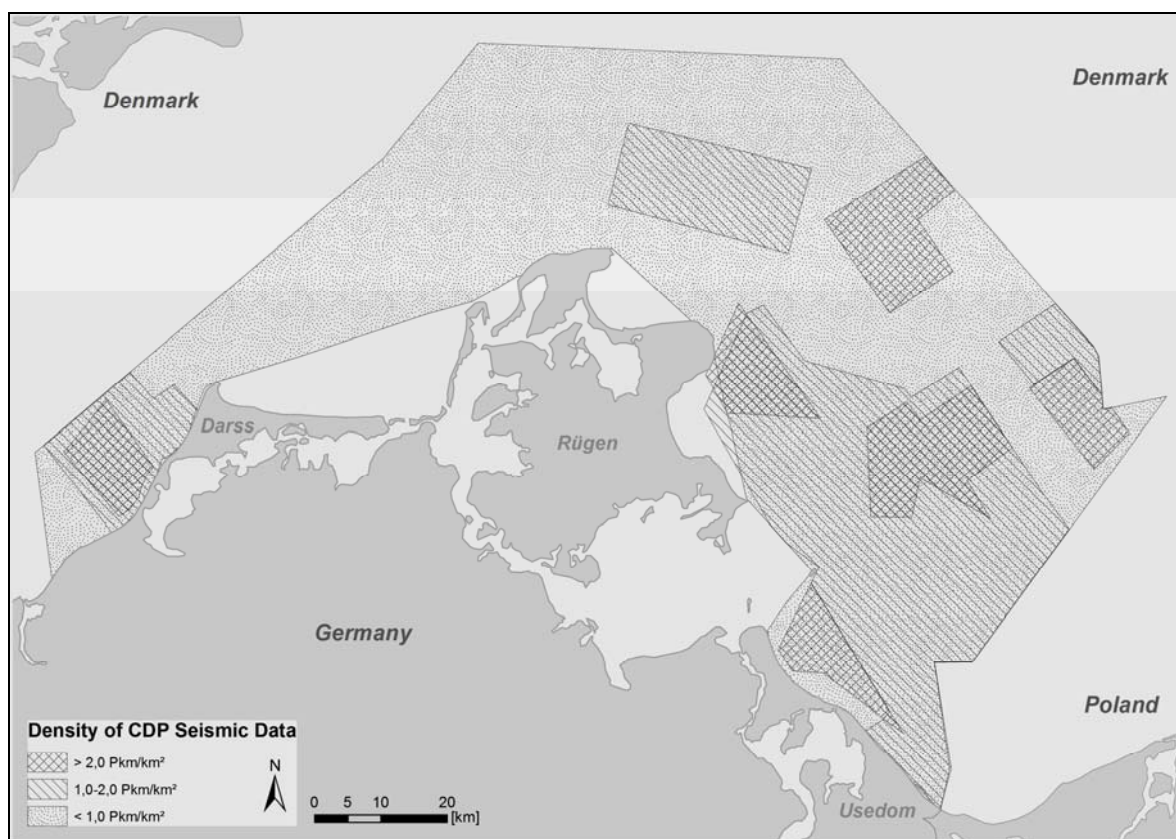 Denmark
Denmark
Darss
Rügen
Germany
Poland
Usedom
Density of CDP Seismic Data
> 2,0 Pkm/km²
1,0-2,0 Pkm/km²
< 1,0 Pkm/km²
N
0 5 10 20
[km]